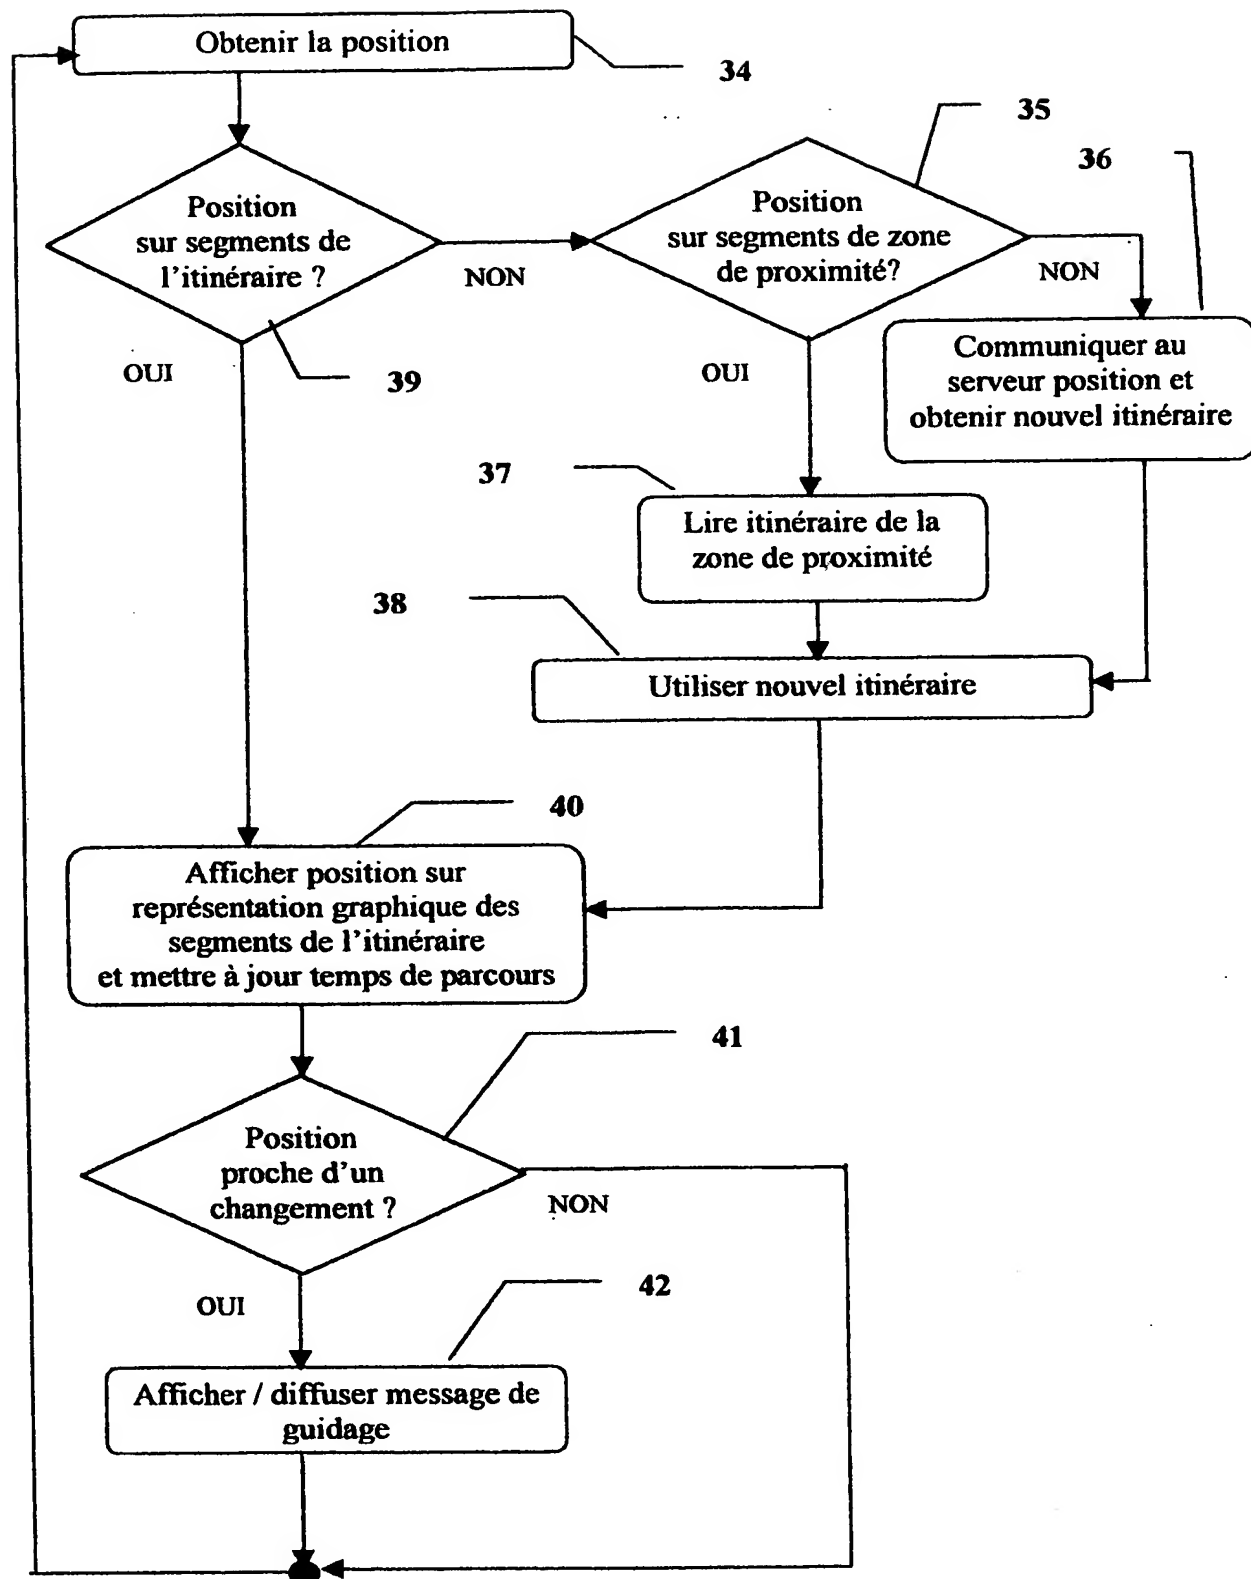 Obtenir la position
34
35
36
Position
sur segments de
l'itinéraire ?
NON
Position
sur segments de zone
de proximité?
NON
OUI
39
OUI
Communiquer au
serveur position et
obtenir nouvel itinéraire
37
Lire itinéraire de la
zone de proximité
38
Utiliser nouvel itinéraire
40
Afficher position sur
représentation graphique des
segments de l'itinéraire
et mettre à jour temps de parcours
41
Position
proche d'un
changement ?
NON
OUI
42
Afficher / diffuser message de
guidage